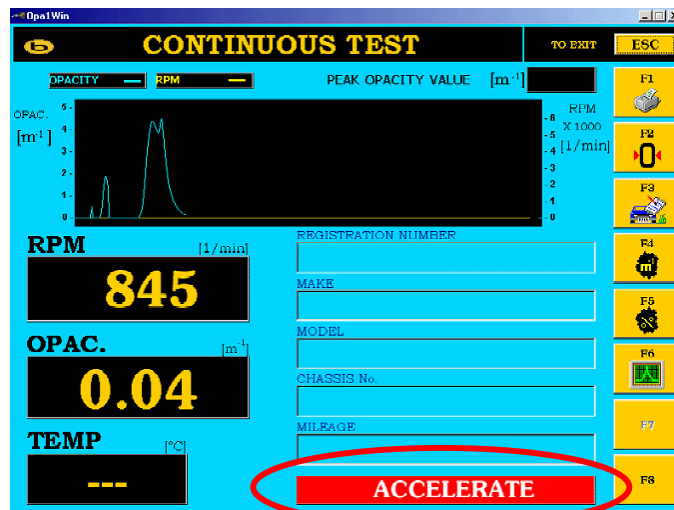 Opa1Win
6 CONTINUOUS TEST TO EXIT ESC
OPACITY RPM PEAK OPACITY VALUE [m⁻¹] F1
OPAC. [m⁻¹]
5
4
3
2
1
0
RPM X 1000 [1/min]
6
5
4
3
2
1
0
F2
0
F3
F4
m
F5
F6
F7
F8
RPM [1/min]
845
OPAC. [m⁻¹]
0.04
TEMP [°C]
---
REGISTRATION NUMBER
MAKE
MODEL
CHASSIS No.
MILEAGE
ACCELERATE